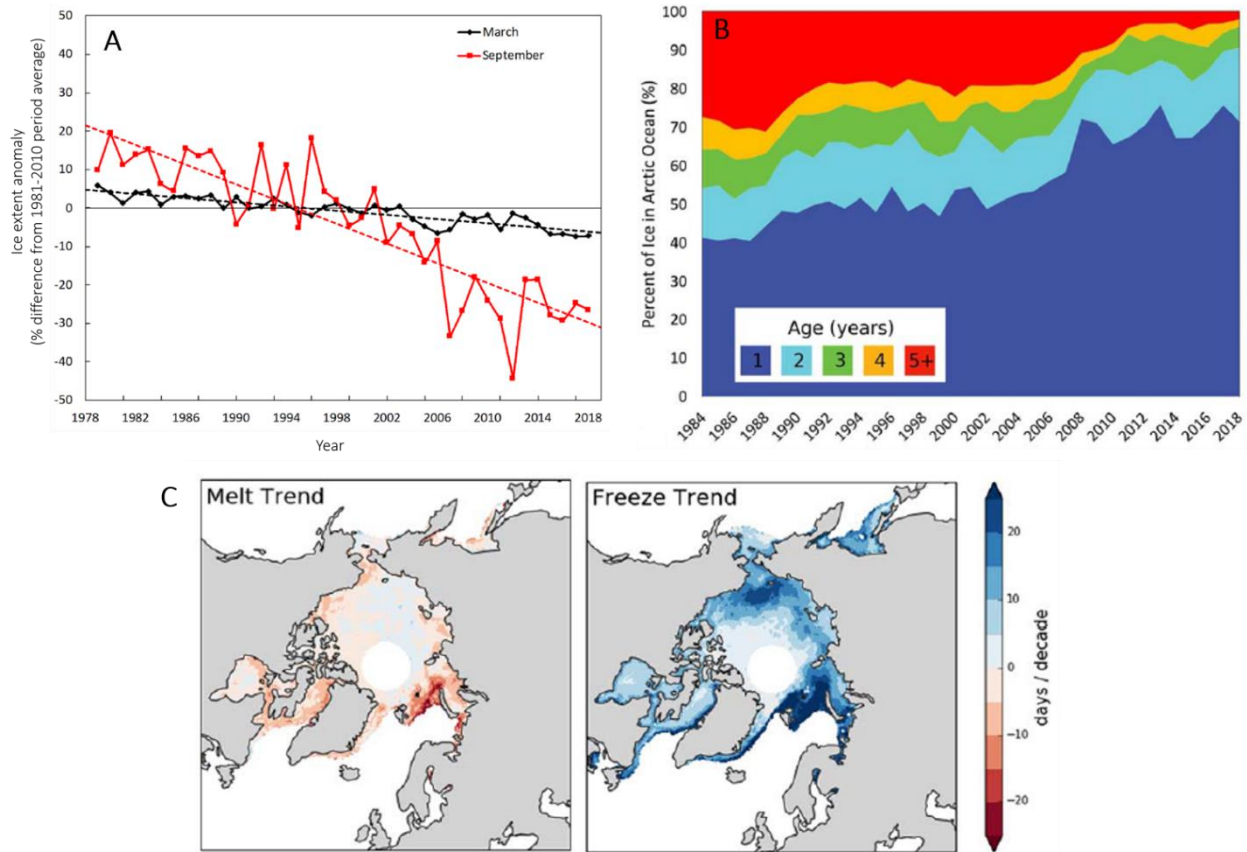 A
March
September
Ice extent anomaly
(% difference from 1981-2010 period average)
50
40
30
20
10
0
-10
-20
-30
-40
-50
1978 1982 1986 1990 1994 1998 2002 2006 2010 2014 2018
Year
B
Percent of Ice in Arctic Ocean (%)
100
90
80
70
60
50
40
30
20
10
0
Age (years)
1 2 3 4 5+
1984 1986 1988 1990 1992 1994 1996 1998 2000 2002 2004 2006 2008 2010 2012 2014 2016 2018
C
Melt Trend
Freeze Trend
20
10
0
−10
−20
days / decade